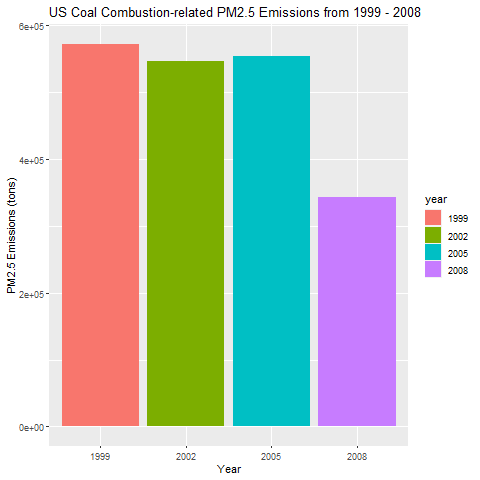 US Coal Combustion-related PM2.5 Emissions from 1999 - 2008
PM2.5 Emissions (tons)
6e+05
4e+05
2e+05
0e+00
1999
2002
2005
2008
Year
year
1999
2002
2005
2008